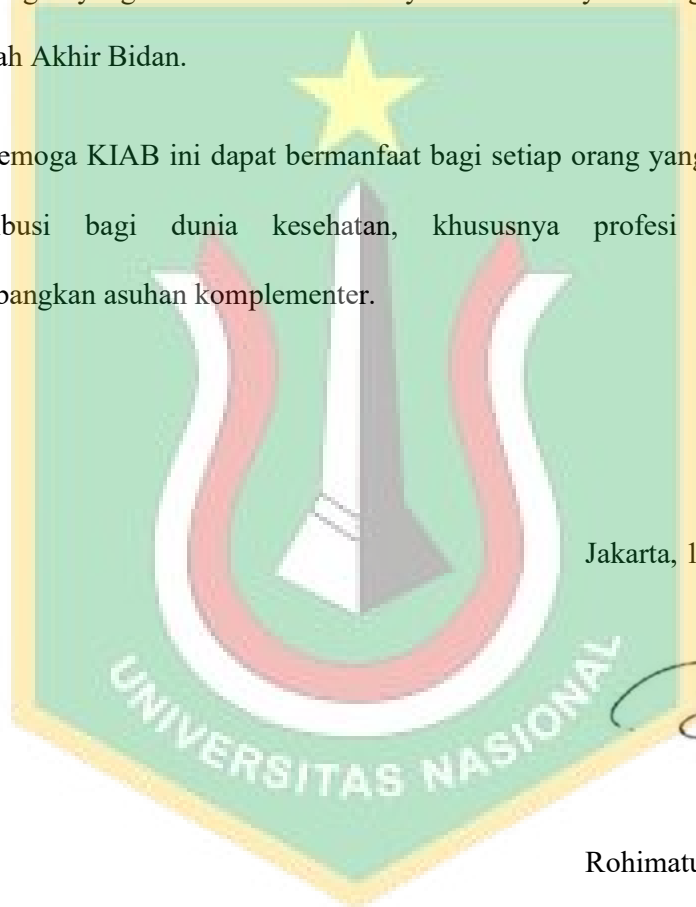 ah Akhir Bidan.
emoga KIAB ini dapat bermanfaat bagi setiap orang yang
busi bagi dunia kesehatan, khususnya profesi
bangkan asuhan komplementer.
Jakarta, 1
UNIVERSITAS NASIONAL
Rohimatu